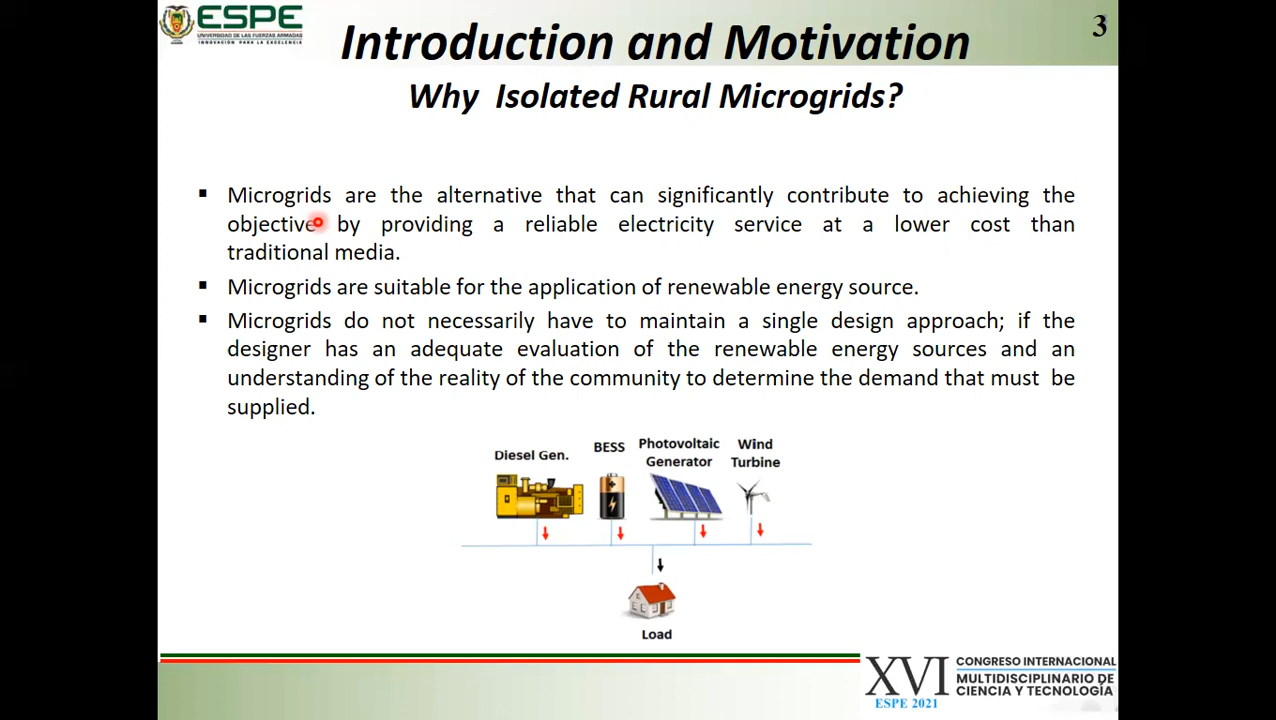 ESPE
UNIVERSIDAD DE LAS FUERZAS ARMADAS
INNOVACIÓN PARA LA EXCELENCIA
3
Introduction and Motivation
Why Isolated Rural Microgrids?
▪ Microgrids are the alternative that can significantly contribute to achieving the
objective by providing a reliable electricity service at a lower cost than
traditional media.
▪ Microgrids are suitable for the application of renewable energy source.
▪ Microgrids do not necessarily have to maintain a single design approach; if the
designer has an adequate evaluation of the renewable energy sources and an
understanding of the reality of the community to determine the demand that must be
supplied.
Diesel Gen.
BESS
Photovoltaic
Generator
Wind
Turbine
Load
XVI
ESPE 2021
CONGRESO INTERNACIONAL
MULTIDISCIPLINARIO DE
CIENCIA Y TECNOLOGÍA